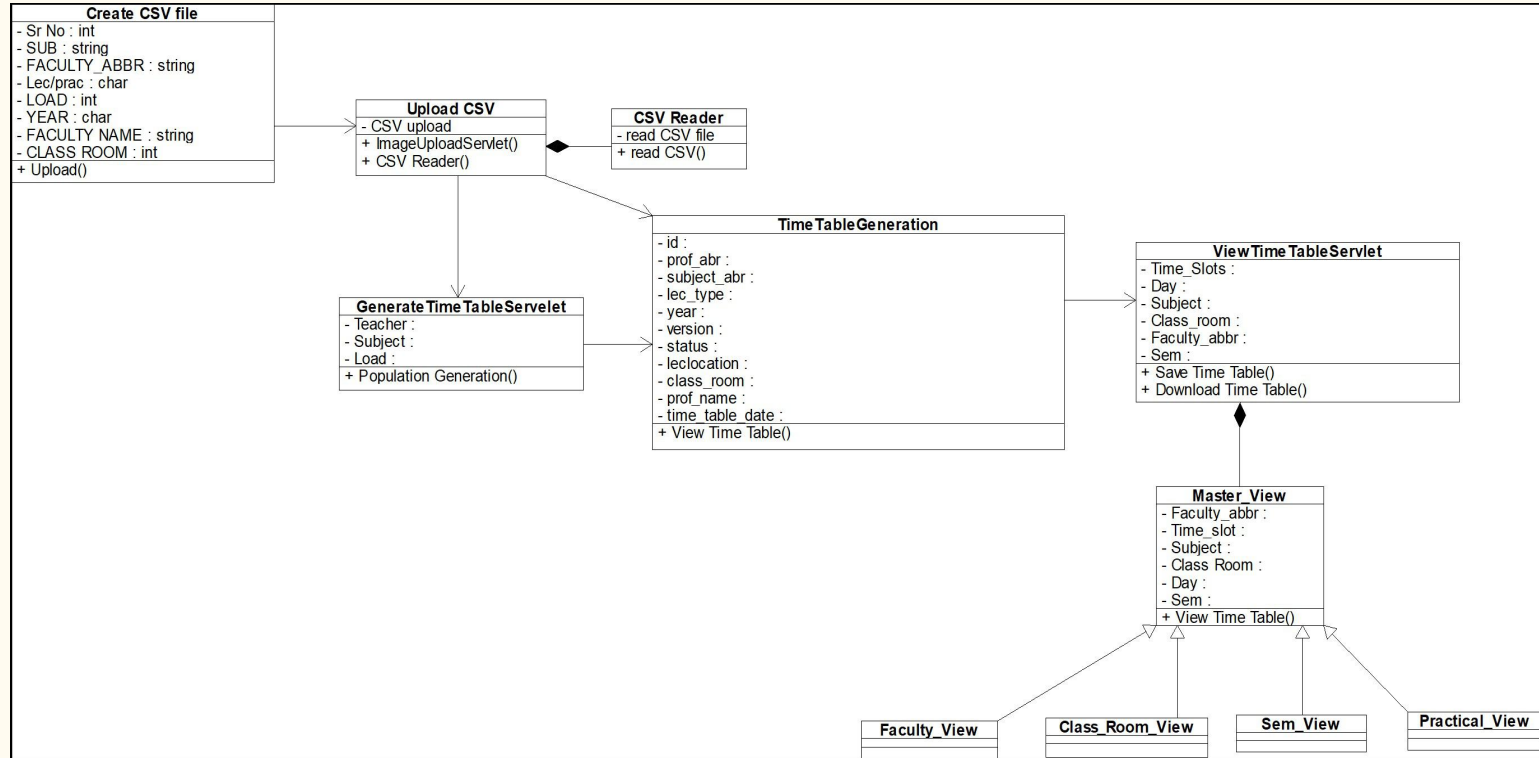 Create CSV file
- Sr No : int
- SUB : string
- FACULTY_ABBR : string
- Lec/prac : char
- LOAD : int
- YEAR : char
- FACULTY NAME : string
- CLASS ROOM : int
+ Upload()
Upload CSV
- CSV upload
+ ImageUploadServlet()
+ CSV Reader()
CSV Reader
- read CSV file
+ read CSV()
GenerateTimeTableServelet
- Teacher :
- Subject :
- Load :
+ Population Generation()
TimeTableGeneration
- id :
- prof_abr :
- subject_abr :
- lec_type :
- year :
- version :
- status :
- leclocation :
- class_room :
- prof_name :
- time_table_date :
+ View Time Table()
ViewTimeTableServlet
- Time_Slots :
- Day :
- Subject :
- Class_room :
- Faculty_abbr :
- Sem :
+ Save Time Table()
+ Download Time Table()
Master_View
- Faculty_abbr :
- Time_slot :
- Subject :
- Class Room :
- Day :
- Sem :
+ View Time Table()
Faculty_View
Class_Room_View
Sem_View
Practical_View